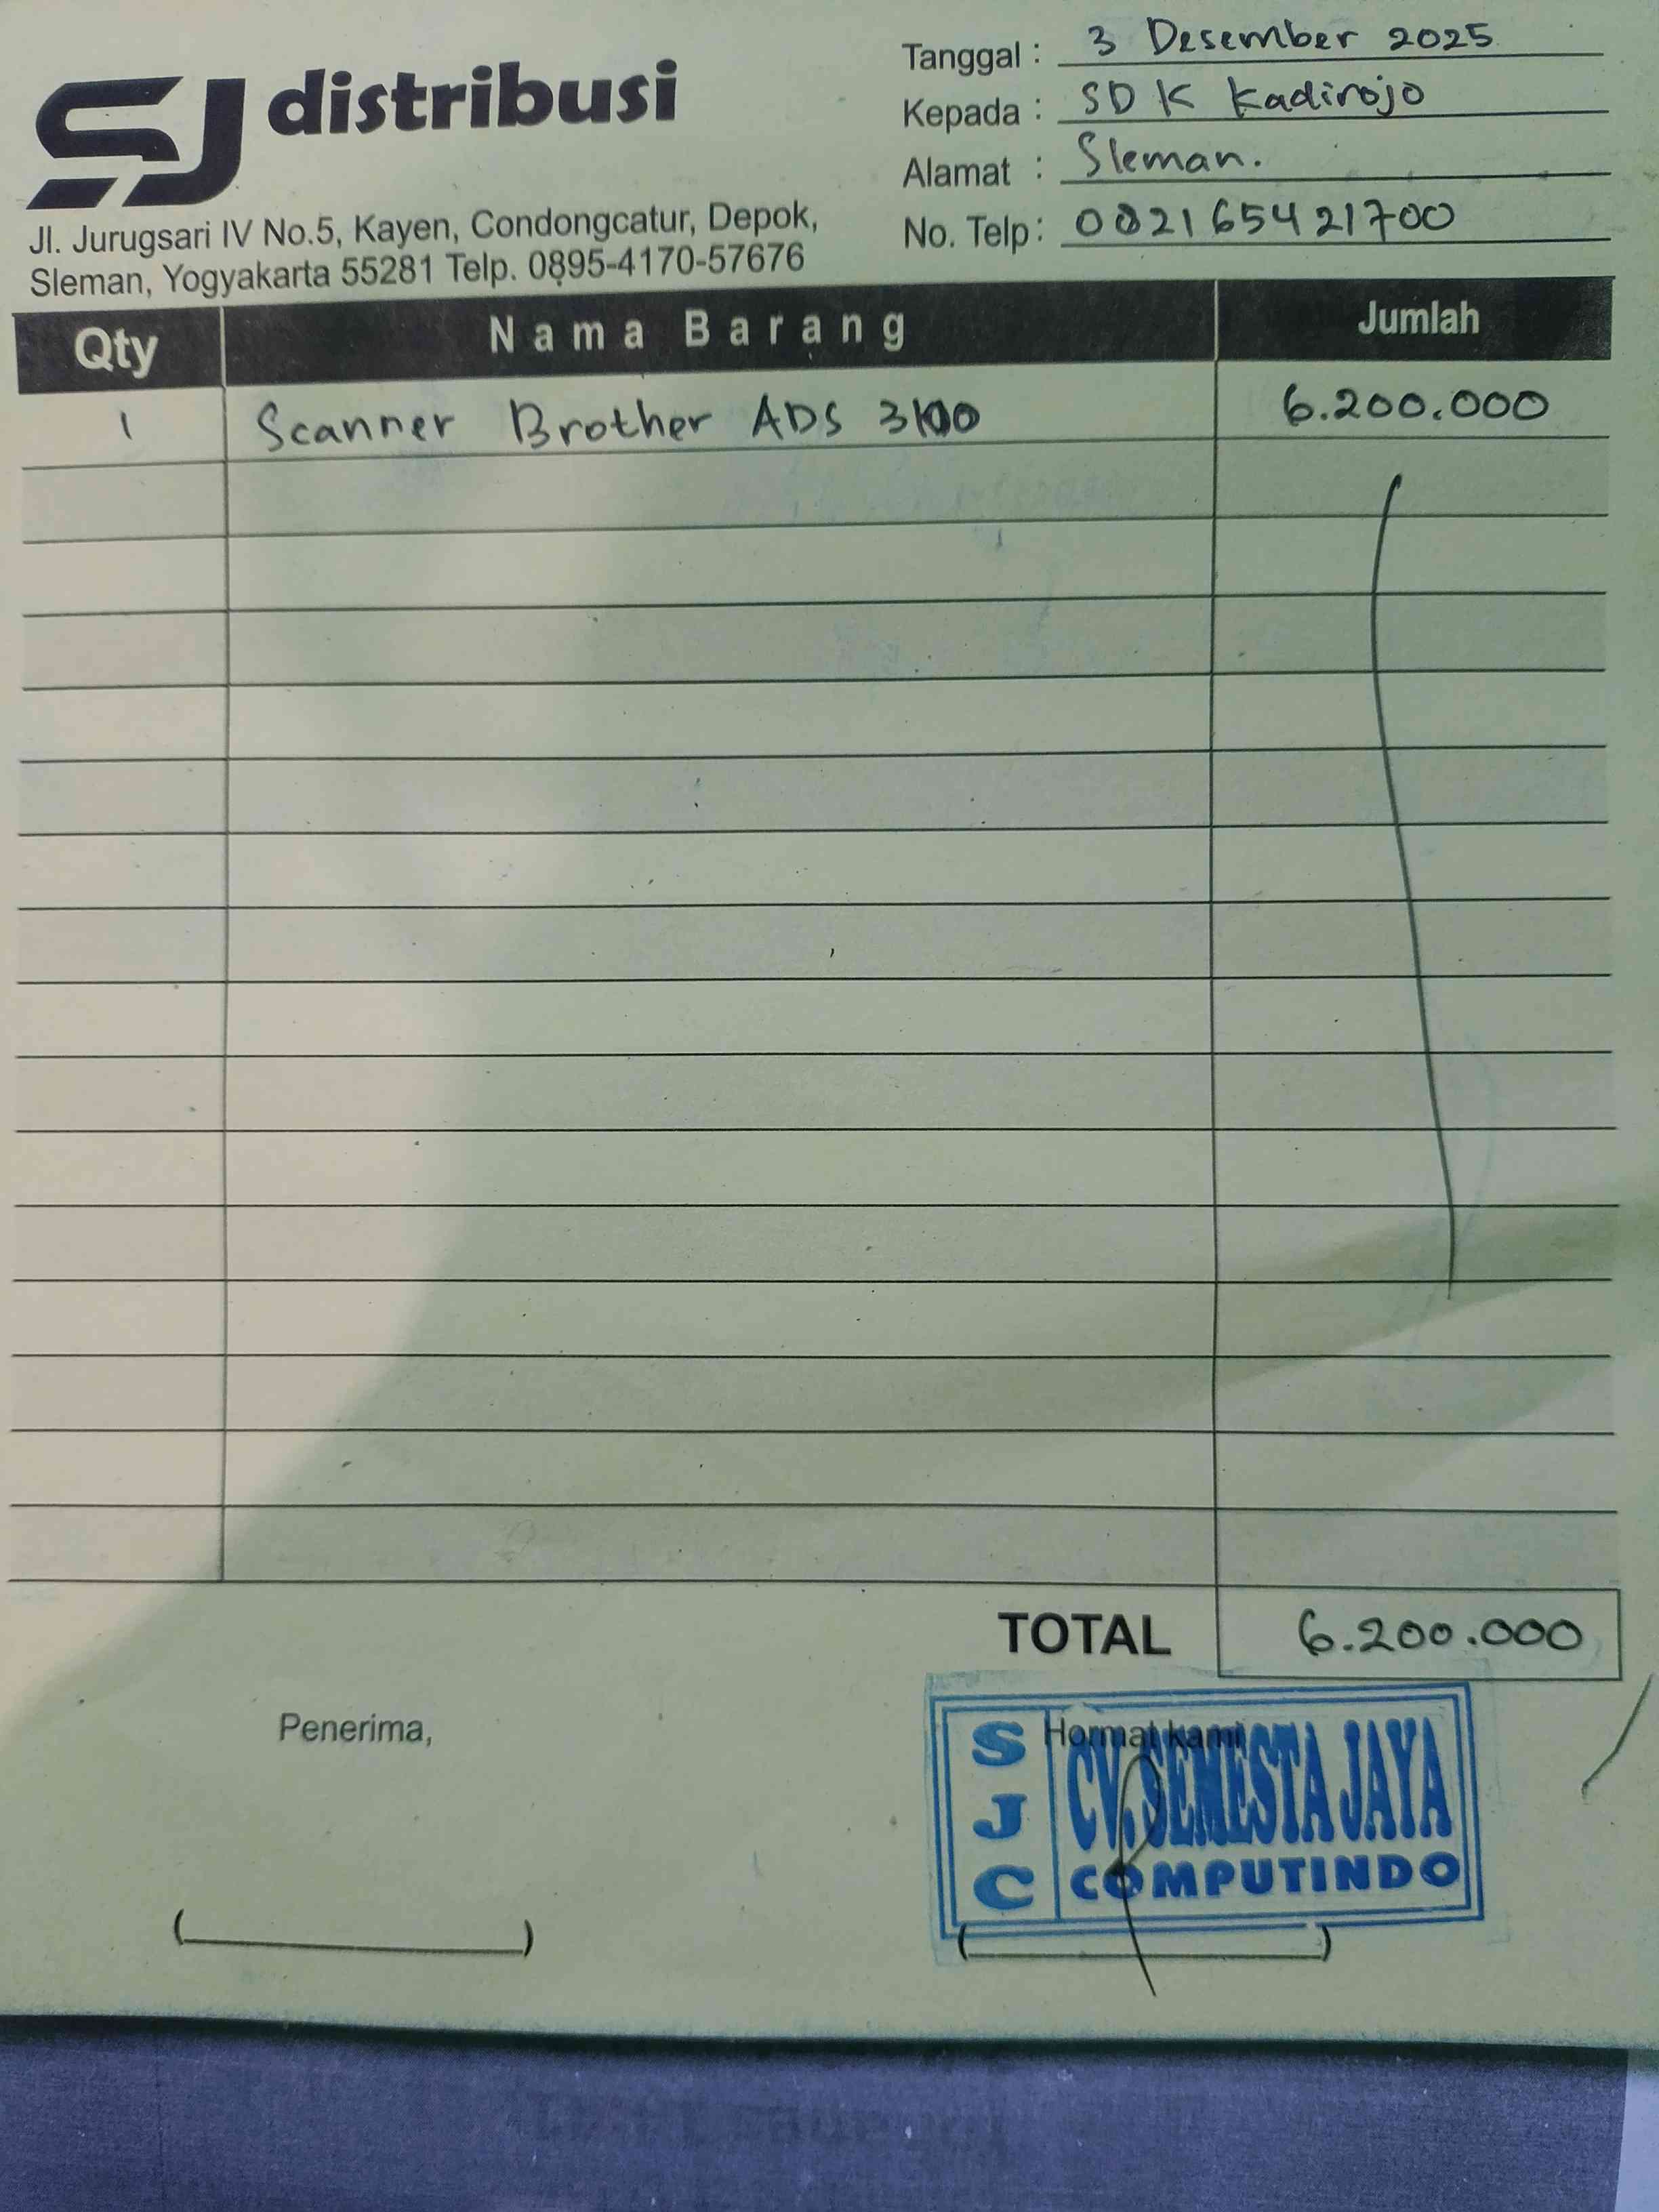 SJ distribusi
Jl. Jurugsari IV No.5, Kayen, Condongcatur, Depok,
Sleman, Yogyakarta 55281 Telp. 0895-4170-57676
Tanggal : 3 Desember 2025
Kepada : SD K Kadirojo
Alamat : Sleman.
No. Telp: 082165421700
Qty Nama Barang Jumlah
1 Scanner Brother ADS 3100 6.200.000
TOTAL 6.200.000
Penerima,
Hormat kami
SJC
CV. SEMESTA JAYA
COMPUTINDO
( )
( )